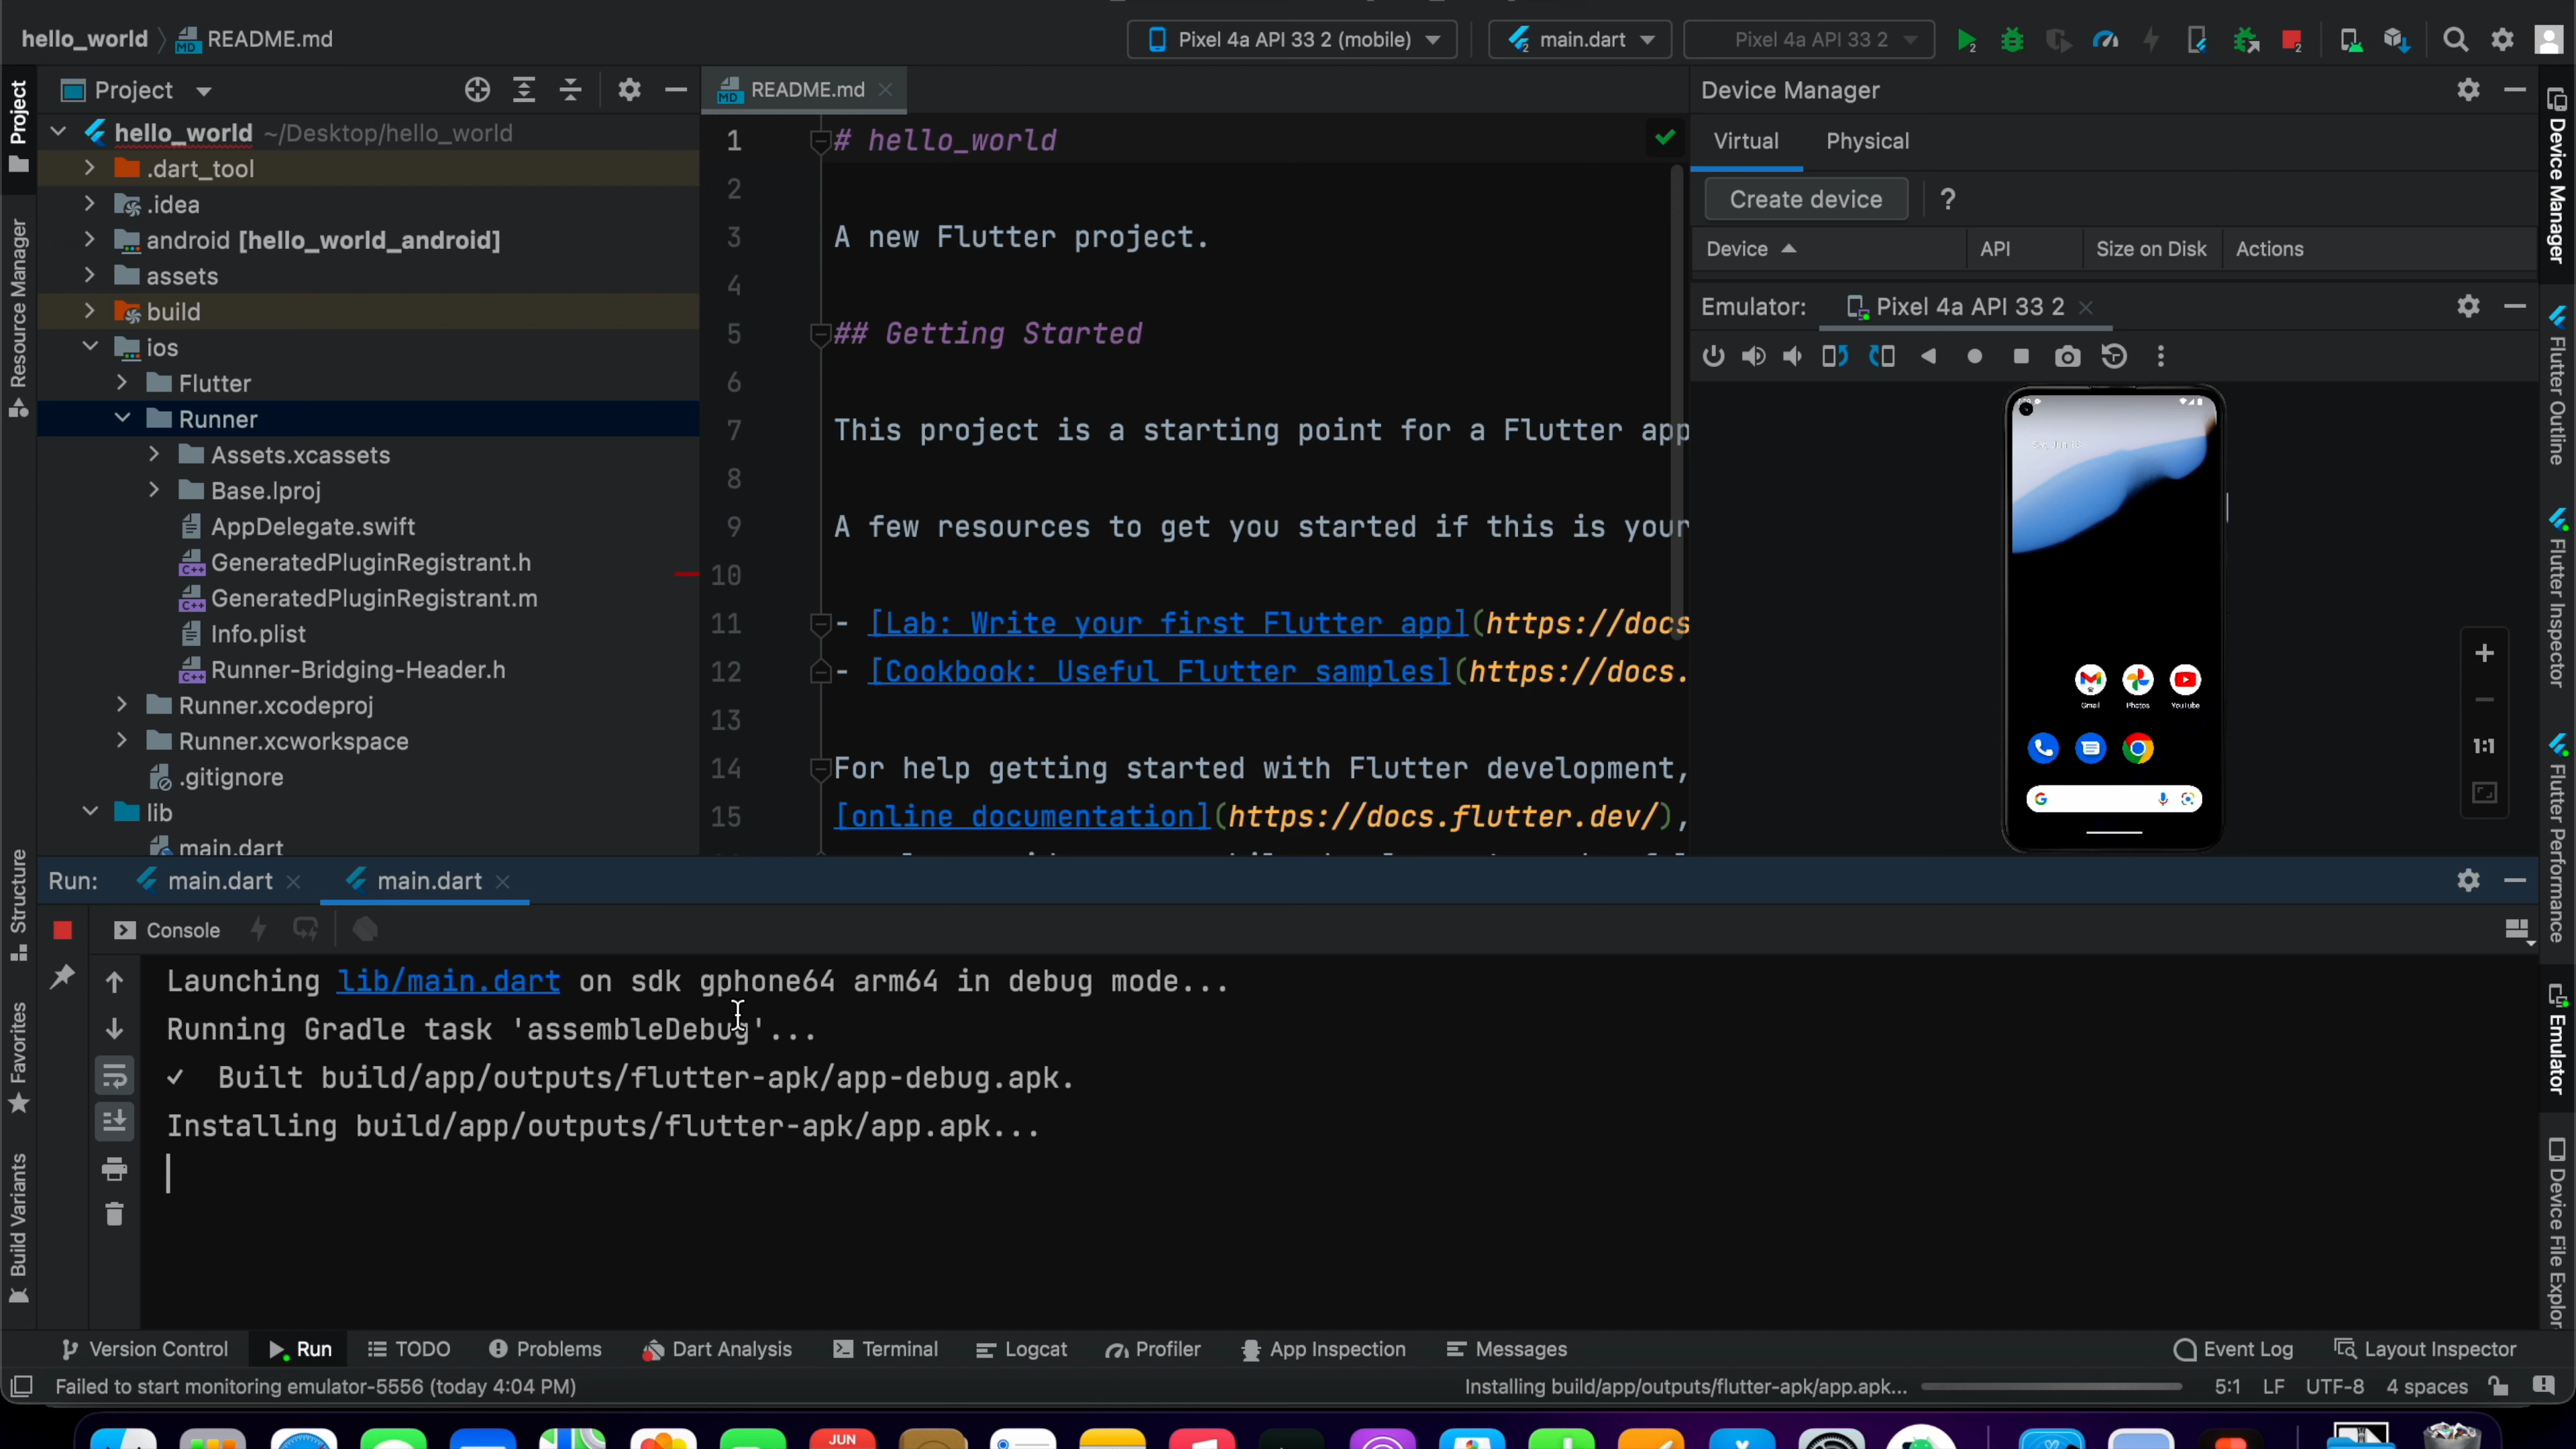 hello_world
README.md
Pixel 4a API 33 2 (mobile)
main.dart
Pixel 4a API 33 2
Project
Project
hello_world ~/Desktop/hello_world
.dart_tool
.idea
android [hello_world_android]
assets
build
ios
Flutter
Runner
Assets.xcassets
Base.lproj
AppDelegate.swift
GeneratedPluginRegistrant.h
GeneratedPluginRegistrant.m
Info.plist
Runner-Bridging-Header.h
Runner.xcodeproj
Runner.xcworkspace
.gitignore
lib
main.dart
Resource Manager
Structure
Favorites
Build Variants
README.md
1 # hello_world
2
3 A new Flutter project.
4
5 ## Getting Started
6
7 This project is a starting point for a Flutter app
8
9 A few resources to get you started if this is your
10
11 - [Lab: Write your first Flutter app](https://docs
12 - [Cookbook: Useful Flutter samples](https://docs.
13
14 For help getting started with Flutter development,
15 [online documentation](https://docs.flutter.dev/),
Device Manager
Virtual Physical
Create device ?
Device API Size on Disk Actions
Emulator: Pixel 4a API 33 2
Gmail Photos YouTube
1:1
Device Manager
Flutter Outline
Flutter Inspector
Flutter Performance
Emulator
Device File Explor
Run: main.dart main.dart
Console
Launching lib/main.dart on sdk gphone64 arm64 in debug mode...
Running Gradle task 'assembleDebug'...
✓ Built build/app/outputs/flutter-apk/app-debug.apk.
Installing build/app/outputs/flutter-apk/app.apk...
Version Control Run TODO Problems Dart Analysis Terminal Logcat Profiler App Inspection Messages Event Log Layout Inspector
Failed to start monitoring emulator-5556 (today 4:04 PM) Installing build/app/outputs/flutter-apk/app.apk... 5:1 LF UTF-8 4 spaces
JUN